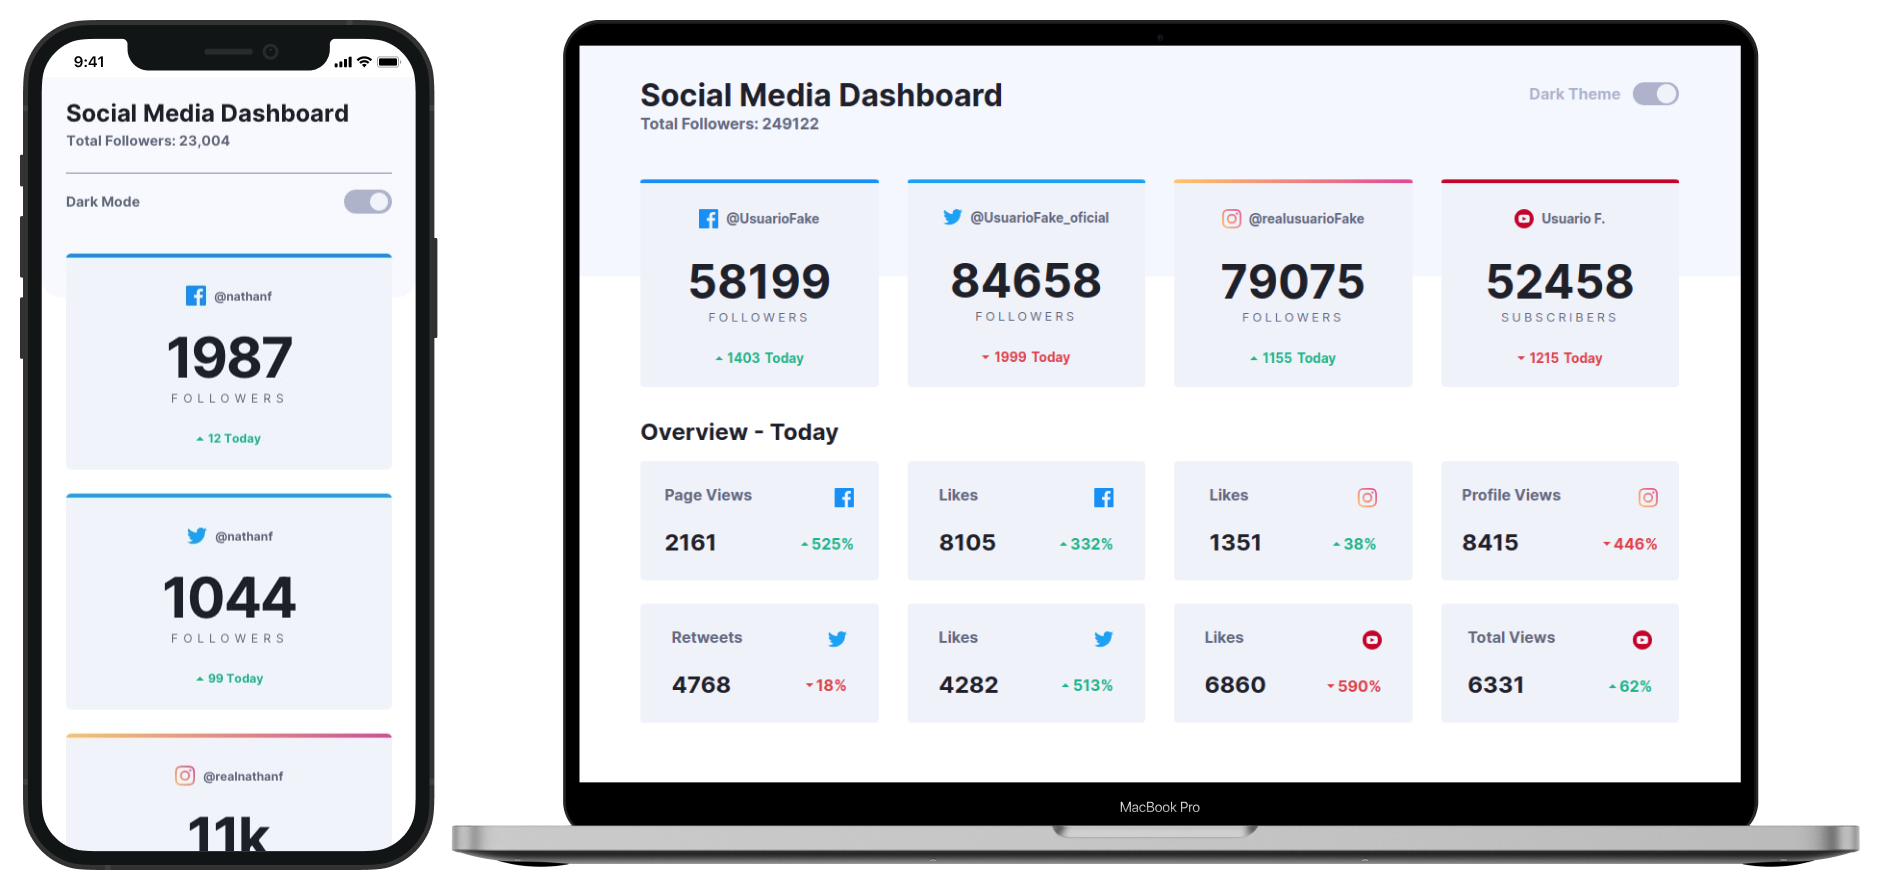 9:41
Social Media Dashboard
Total Followers: 23,004
Dark Mode
@nathanf
1987
FOLLOWERS
12 Today
@nathanf
1044
FOLLOWERS
99 Today
@realnathanf
11k
Social Media Dashboard
Total Followers: 249122
Dark Theme
@UsuarioFake
58199
FOLLOWERS
1403 Today
@UsuarioFake_oficial
84658
FOLLOWERS
1999 Today
@realusuarioFake
79075
FOLLOWERS
1155 Today
Usuario F.
52458
SUBSCRIBERS
1215 Today
Overview - Today
Page Views
2161 525%
Likes
8105 332%
Likes
1351 38%
Profile Views
8415 446%
Retweets
4768 18%
Likes
4282 513%
Likes
6860 590%
Total Views
6331 62%
MacBook Pro